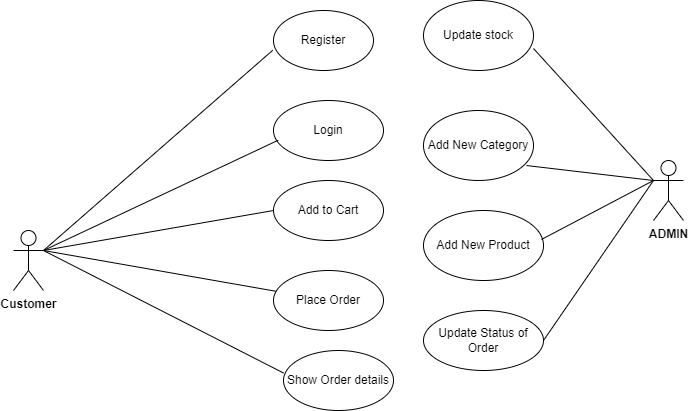 Register
Update stock
Login
Add New Category
Add to Cart
ADMIN
Add New Product
Customer
Place Order
Update Status of
Order
Show Order details